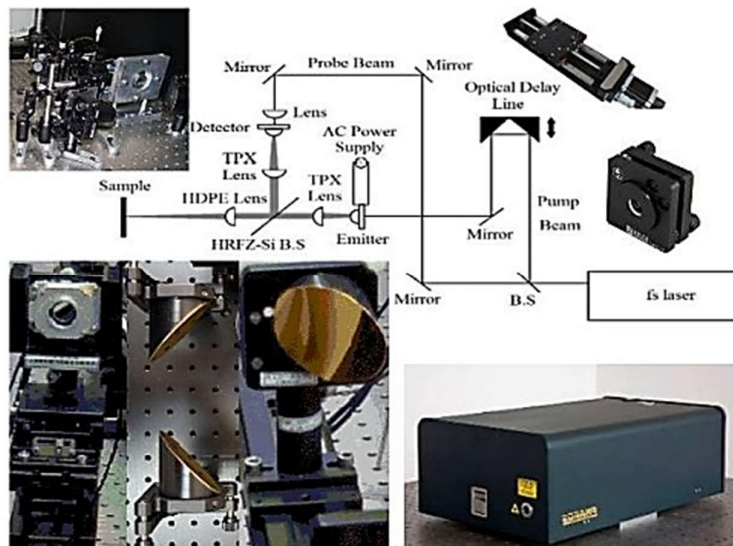 Mirror
Probe Beam
Mirror
Optical Delay
Line
Lens
Detector
AC Power
Supply
TPX
Lens
TPX
Lens
Sample
HDPE Lens
Pump
Beam
HRFZ-Si B.S
Emitter
Mirror
Mirror
B.S
fs laser